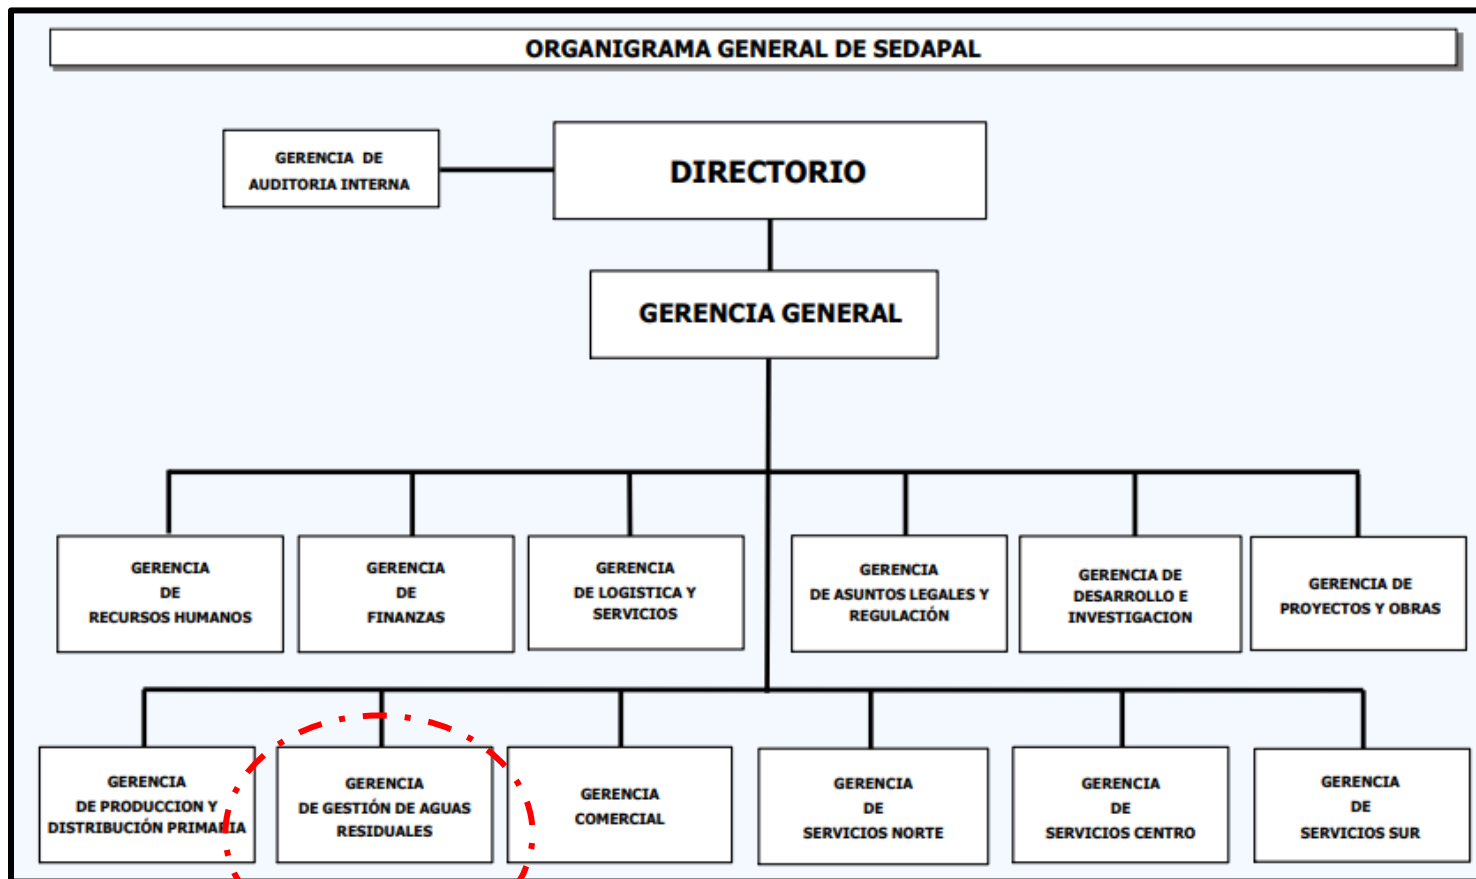 ORGANIGRAMA GENERAL DE SEDAPAL
GERENCIA DE
AUDITORIA INTERNA
DIRECTORIO
GERENCIA GENERAL
GERENCIA
DE
RECURSOS HUMANOS
GERENCIA
DE
FINANZAS
GERENCIA
DE LOGISTICA Y
SERVICIOS
GERENCIA
DE ASUNTOS LEGALES Y
REGULACIÓN
GERENCIA DE
DESARROLLO E
INVESTIGACION
GERENCIA DE
PROYECTOS Y OBRAS
GERENCIA
DE PRODUCCION Y
DISTRIBUCIÓN PRIMARIA
GERENCIA
DE GESTIÓN DE AGUAS
RESIDUALES
GERENCIA
COMERCIAL
GERENCIA
DE
SERVICIOS NORTE
GERENCIA
DE
SERVICIOS CENTRO
GERENCIA
DE
SERVICIOS SUR